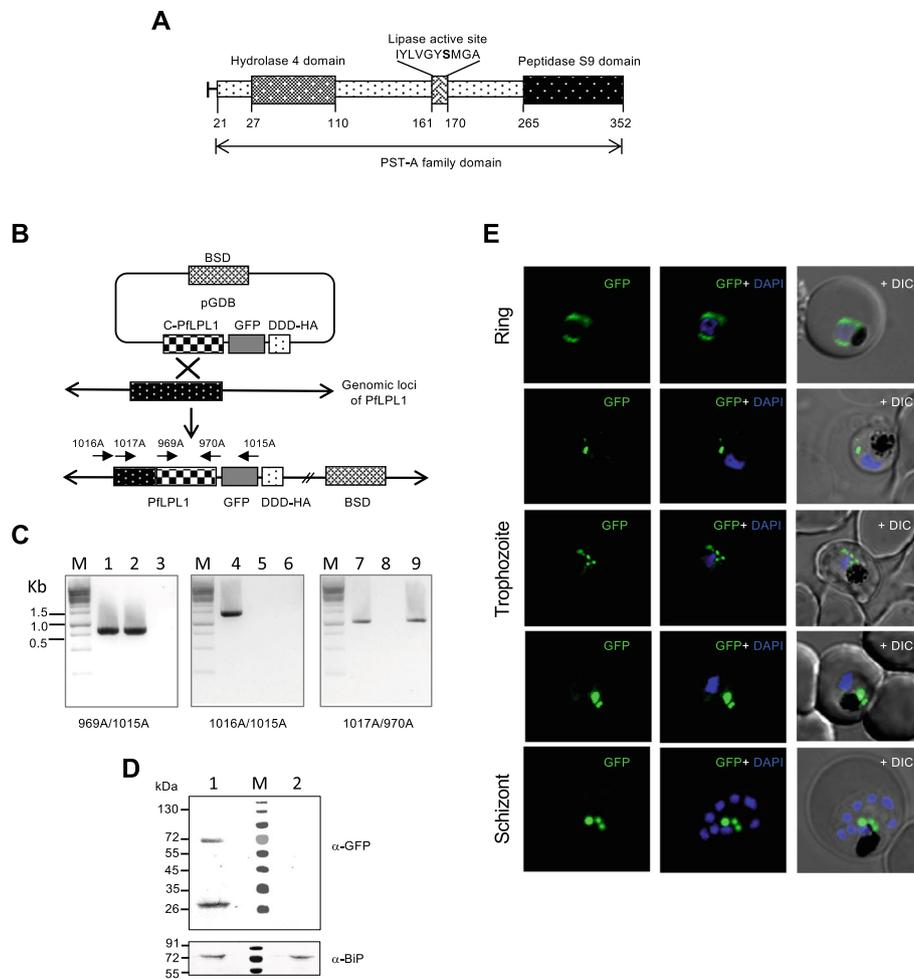 A
Lipase active site
IYLVGYSMGA
Hydrolase 4 domain
Peptidase S9 domain
21 27 110 161 170 265 352
PST-A family domain
B
BSD
pGDB
C-PfLPL1 GFP DDD-HA
Genomic loci
of PfLPL1
1016A 1017A 969A 970A 1015A
PfLPL1 GFP DDD-HA BSD
C
M 1 2 3 M 4 5 6 M 7 8 9
Kb
1.5
1.0
0.5
969A/1015A 1016A/1015A 1017A/970A
D
kDa 1 M 2
130
72
55
45
35
26
α-GFP
91
72
55
α-BiP
E
Ring
GFP GFP+ DAPI + DIC
GFP GFP+ DAPI + DIC
Trophozoite
GFP GFP+ DAPI + DIC
GFP GFP+ DAPI + DIC
Schizont
GFP GFP+ DAPI + DIC